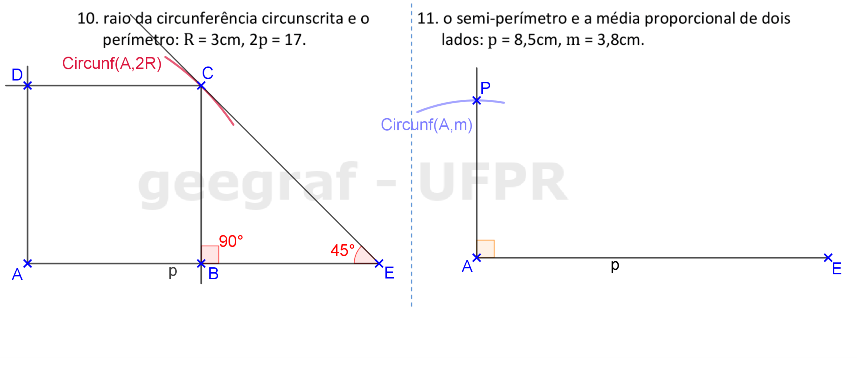 10. raio da circunferência circunscrita e o
perímetro: R = 3cm, 2p = 17.
Circunf(A,2R)
D
C
90°
45°
A
p
B
E
11. o semi-perímetro e a média proporcional de dois
lados: p = 8,5cm, m = 3,8cm.
P
Circunf(A,m)
A
p
E
geegraf - UFPR